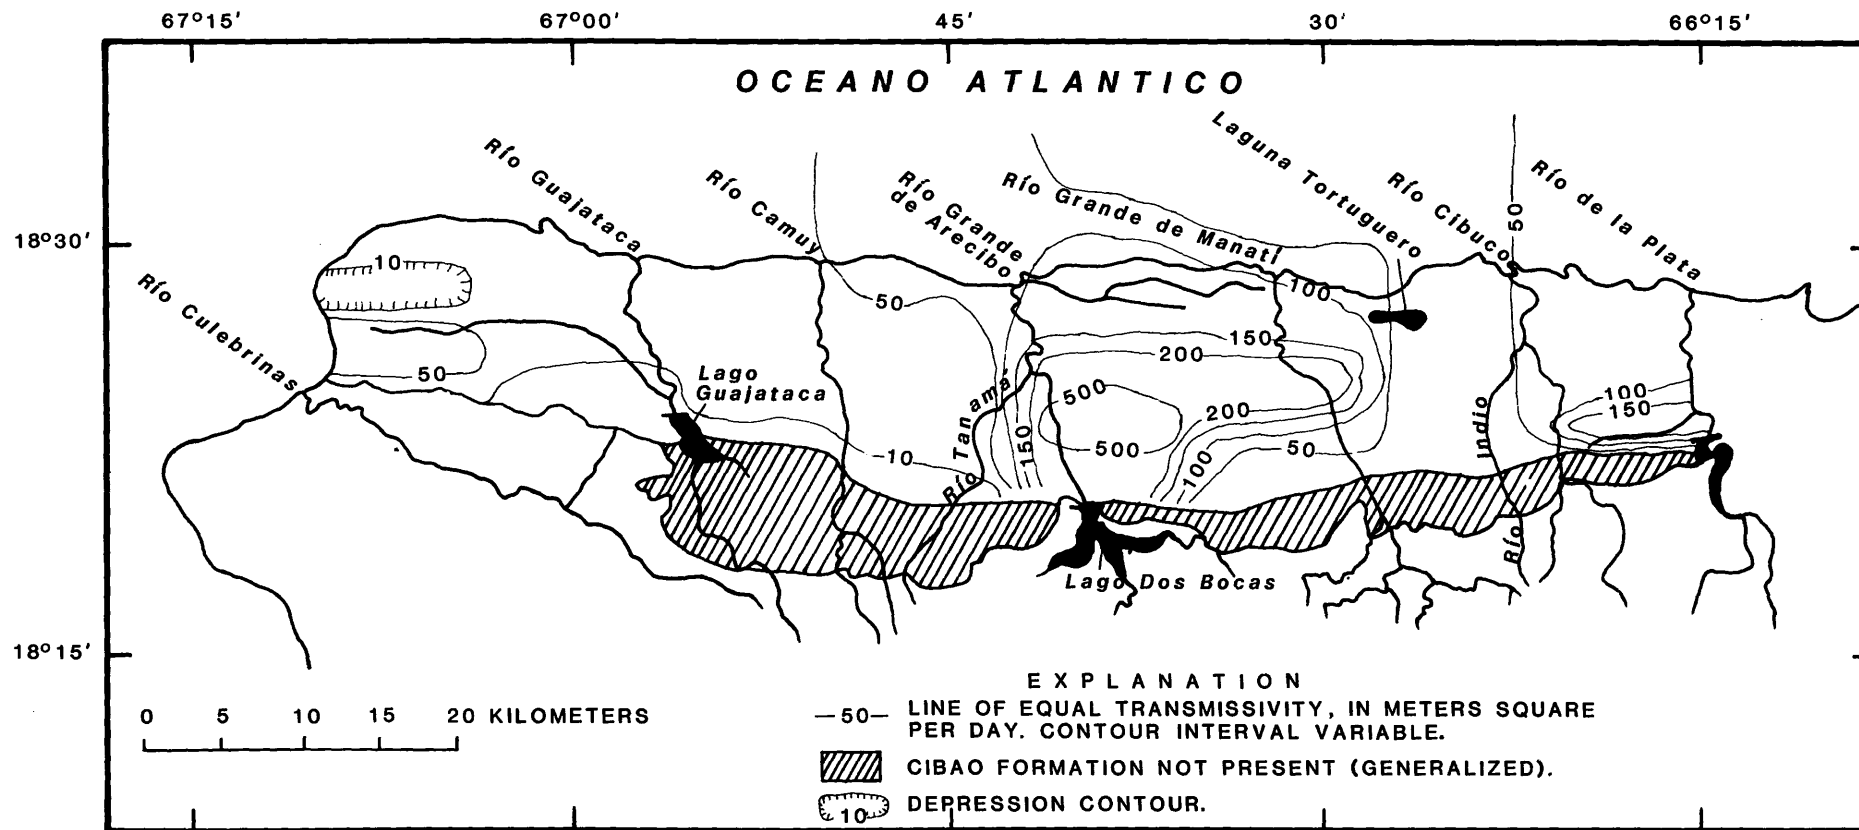 67°15'
67°00'
45'
30'
66°15'
OCEANO ATLANTICO
18°30'
18°15'
Río Culebrinas
Río Guajataca
Río Camuy
Río Grande
de Arecibo
Río Grande de Manatí
Laguna Tortuguero
Río Cibuco
Río de la Plata
10
50
50
50
100
150
200
500
500
200
50
100
150
10
100
150
Lago
Guajataca
Río Tanamá
Río Indio
Lago Dos Bocas
0 5 10 15 20 KILOMETERS
EXPLANATION
—50— LINE OF EQUAL TRANSMISSIVITY, IN METERS SQUARE
PER DAY. CONTOUR INTERVAL VARIABLE.
CIBAO FORMATION NOT PRESENT (GENERALIZED).
10 DEPRESSION CONTOUR.